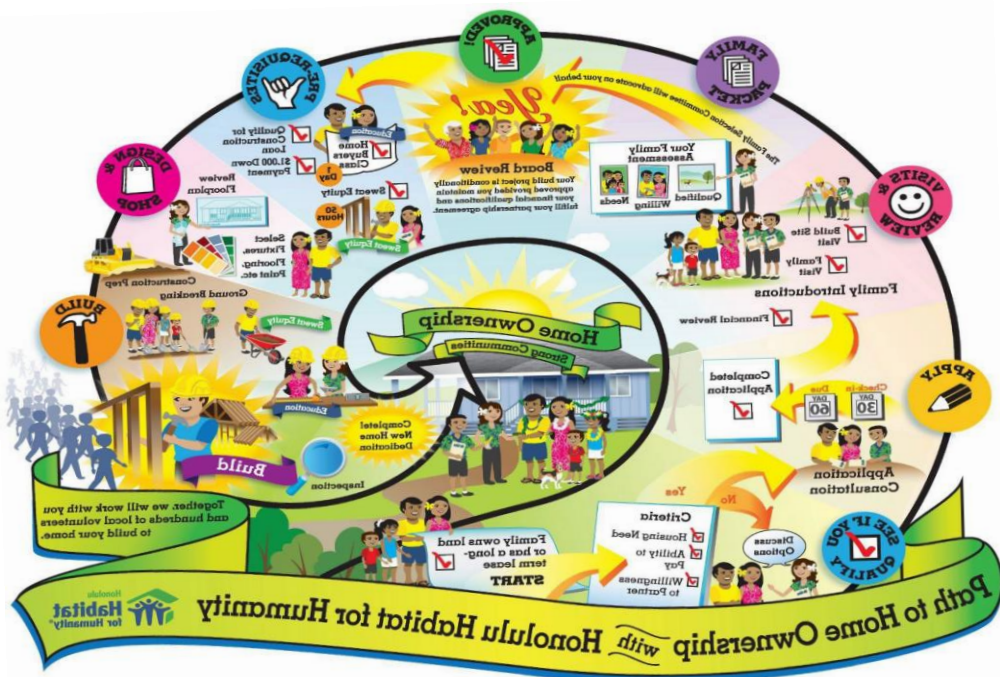 Path to Home Ownership with Honolulu Habitat for Humanity
Honolulu
Habitat
for Humanity®
START
Family owns land
or has a long-
term lease
SEE IF YOU
QUALIFY
Criteria
Housing Need
Ability to
Pay
Willingness
to Partner
Discuss
Options
No
Yes
APPLY
Application
Consultation
Check-in
DAY
30
Due
DAY
60
Completed
Application
VISITS &
REVIEW
Financial Review
Family Introductions
Family
Visit
Build Site
Visit
FAMILY
PACKET
Your Family
Assessment
Qualified
Willing
Needs
The Family Selection Committee will advocate on your behalf
APPROVED!
Yea!
Board Review
Your build project is conditionally
approved provided you maintain
your financial qualifications and
fulfill your partnership agreement.
PRE-REQUISITES
Education
Home
Buyers
Class
1
Day
Qualify for
Construction
Loan
$1,000 Down
Payment
Sweat Equity
50
Hours
Sweat Equity
DESIGN &
SHOP
Review
Floorplan
Select
Fixtures,
Flooring,
Paint etc.
BUILD
Construction Prep
Ground Breaking
Sweat Equity
Education
Build
Inspection
Complete!
New Home
Dedication
Home Ownership
Strong Communities
Together, we will work with you
and hundreds of local volunteers
to build your home.